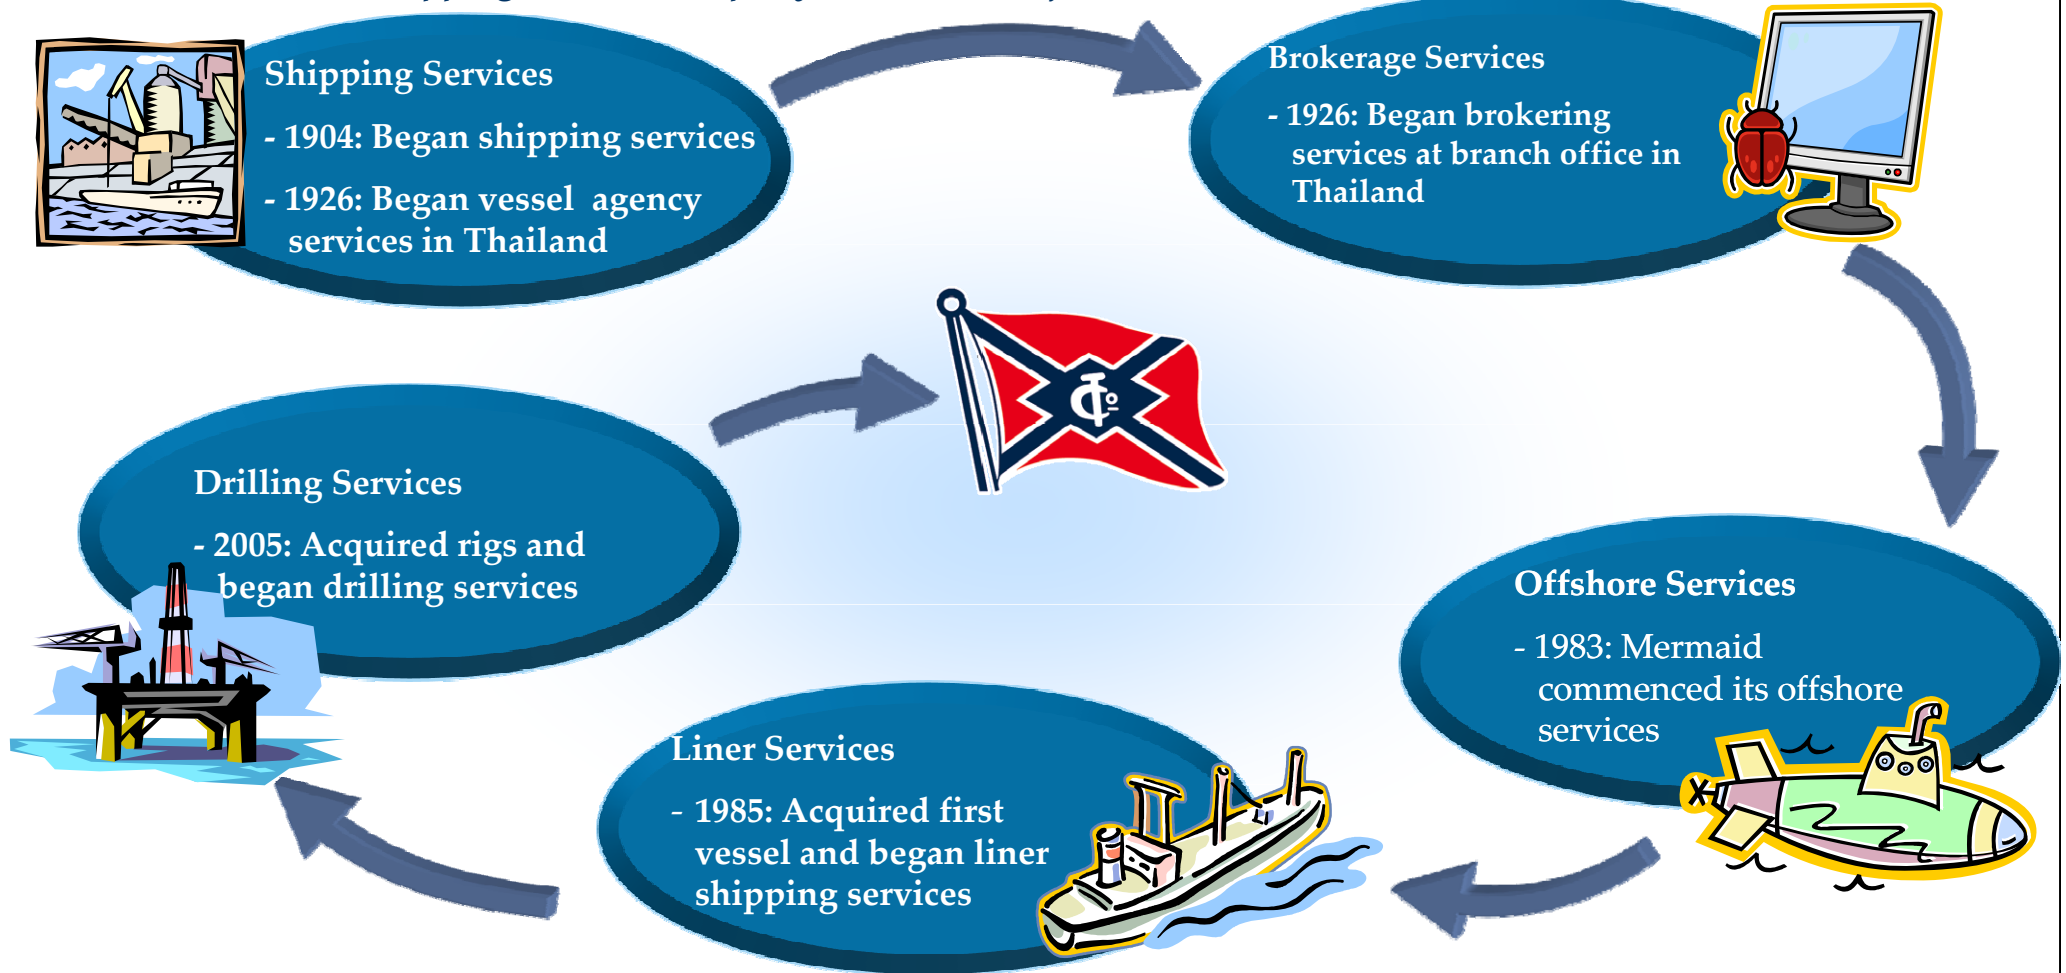 Shipping Services
- 1904: Began shipping services
- 1926: Began vessel agency
services in Thailand
Brokerage Services
- 1926: Began brokering
services at branch office in
Thailand
Offshore Services
- 1983: Mermaid
commenced its offshore
services
Liner Services
- 1985: Acquired first
vessel and began liner
shipping services
Drilling Services
- 2005: Acquired rigs and
began drilling services